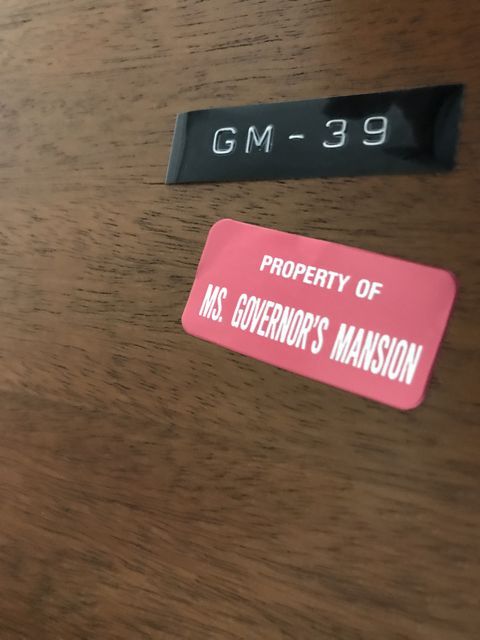 GM-39
PROPERTY OF
MS. GOVERNOR'S MANSION